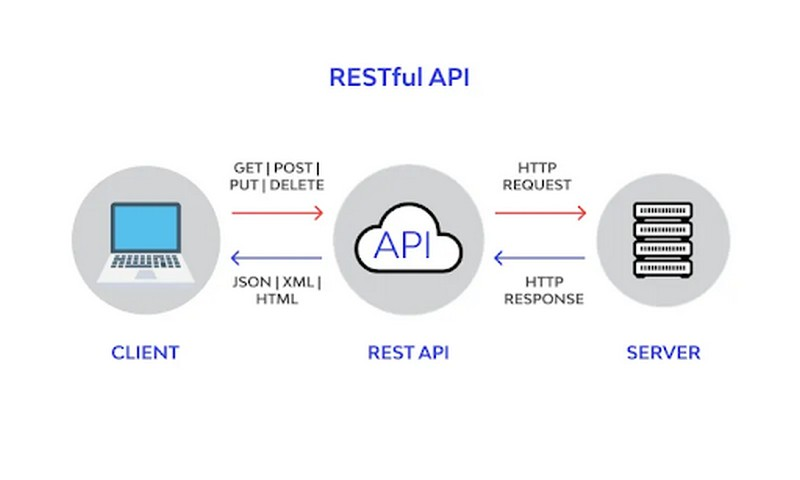 RESTful API
GET | POST |
PUT | DELETE
HTTP
REQUEST
API
JSON | XML |
HTML
HTTP
RESPONSE
CLIENT
REST API
SERVER